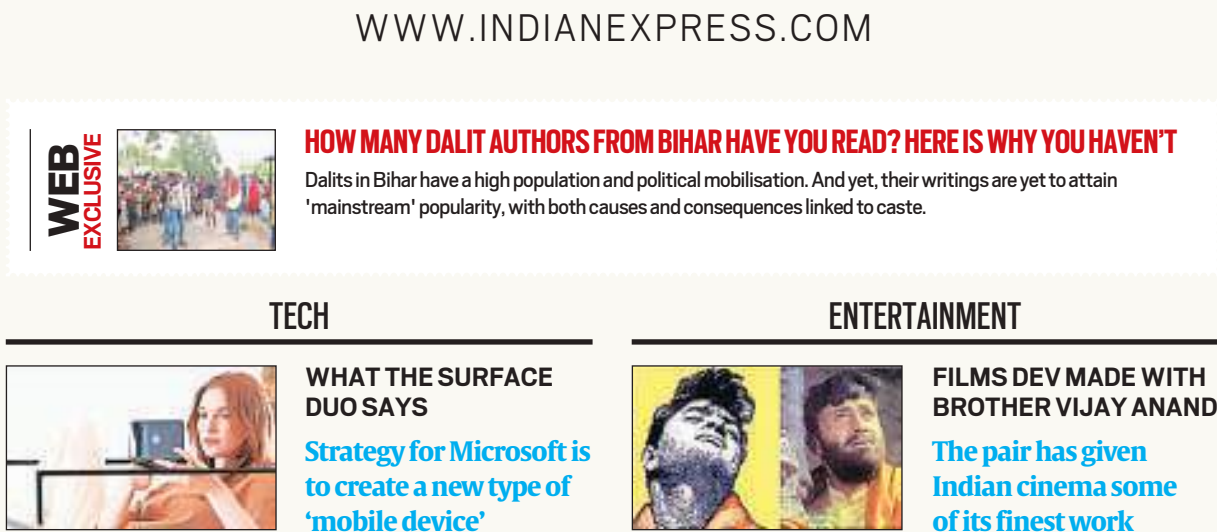 WWW.INDIANEXPRESS.COM
WEB
EXCLUSIVE
HOW MANY DALIT AUTHORS FROM BIHAR HAVE YOU READ? HERE IS WHY YOU HAVEN'T
Dalits in Bihar have a high population and political mobilisation. And yet, their writings are yet to attain
'mainstream' popularity, with both causes and consequences linked to caste.
TECH
WHAT THE SURFACE
DUO SAYS
Strategy for Microsoft is
to create a new type of
‘mobile device’
ENTERTAINMENT
FILMS DEV MADE WITH
BROTHER VIJAY ANAND
The pair has given
Indian cinema some
of its finest work